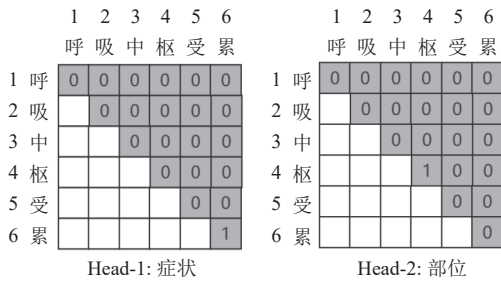 1 2 3 4 5 6 1 2 3 4 5 6
呼 吸 中 枢 受 累 呼 吸 中 枢 受 累
1 呼 0 0 0 0 0 0 1 呼 0 0 0 0 0 0
2 吸 0 0 0 0 0 2 吸 0 0 0 0 0
3 中 0 0 0 0 3 中 0 0 0 0
4 枢 0 0 0 4 枢 1 0 0
5 受 0 0 5 受 0 0
6 累 1 6 累 0
Head-1: 症状 Head-2: 部位